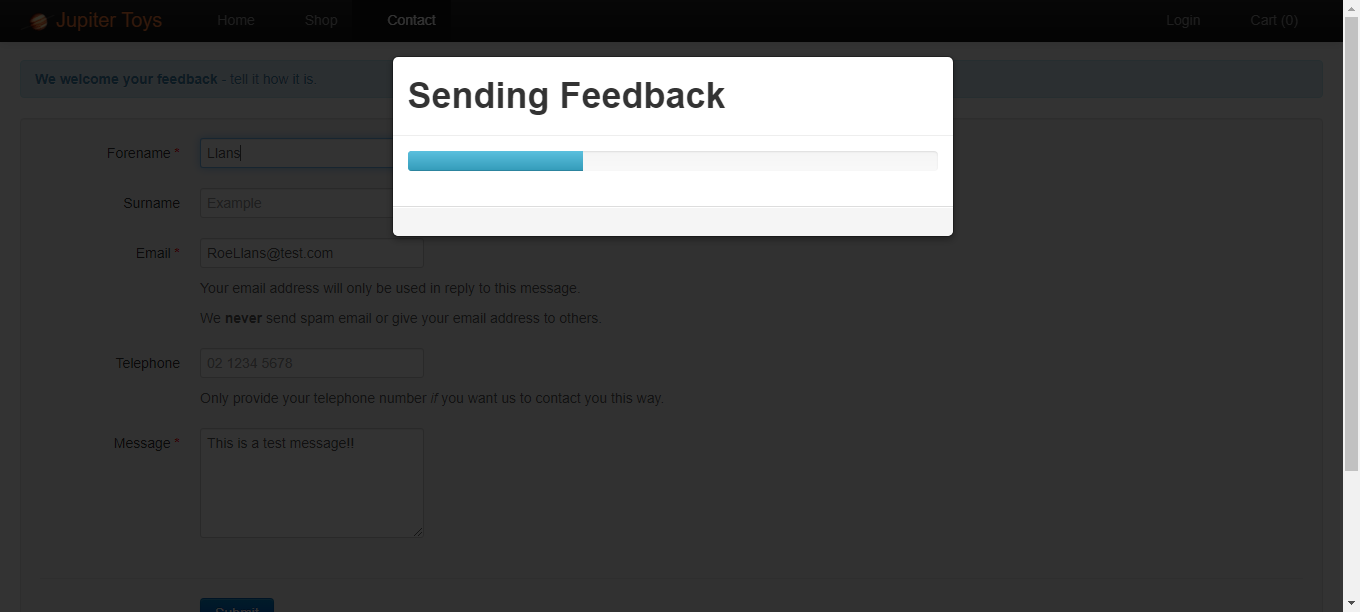 Jupiter Toys Home Shop Contact Login Cart (0)
We welcome your feedback - tell it how it is.
Sending Feedback
Forename * Llans
Surname Example
Email * RoeLlans@test.com
Your email address will only be used in reply to this message.
We never send spam email or give your email address to others.
Telephone 02 1234 5678
Only provide your telephone number if you want us to contact you this way.
Message * This is a test message!!
Submit